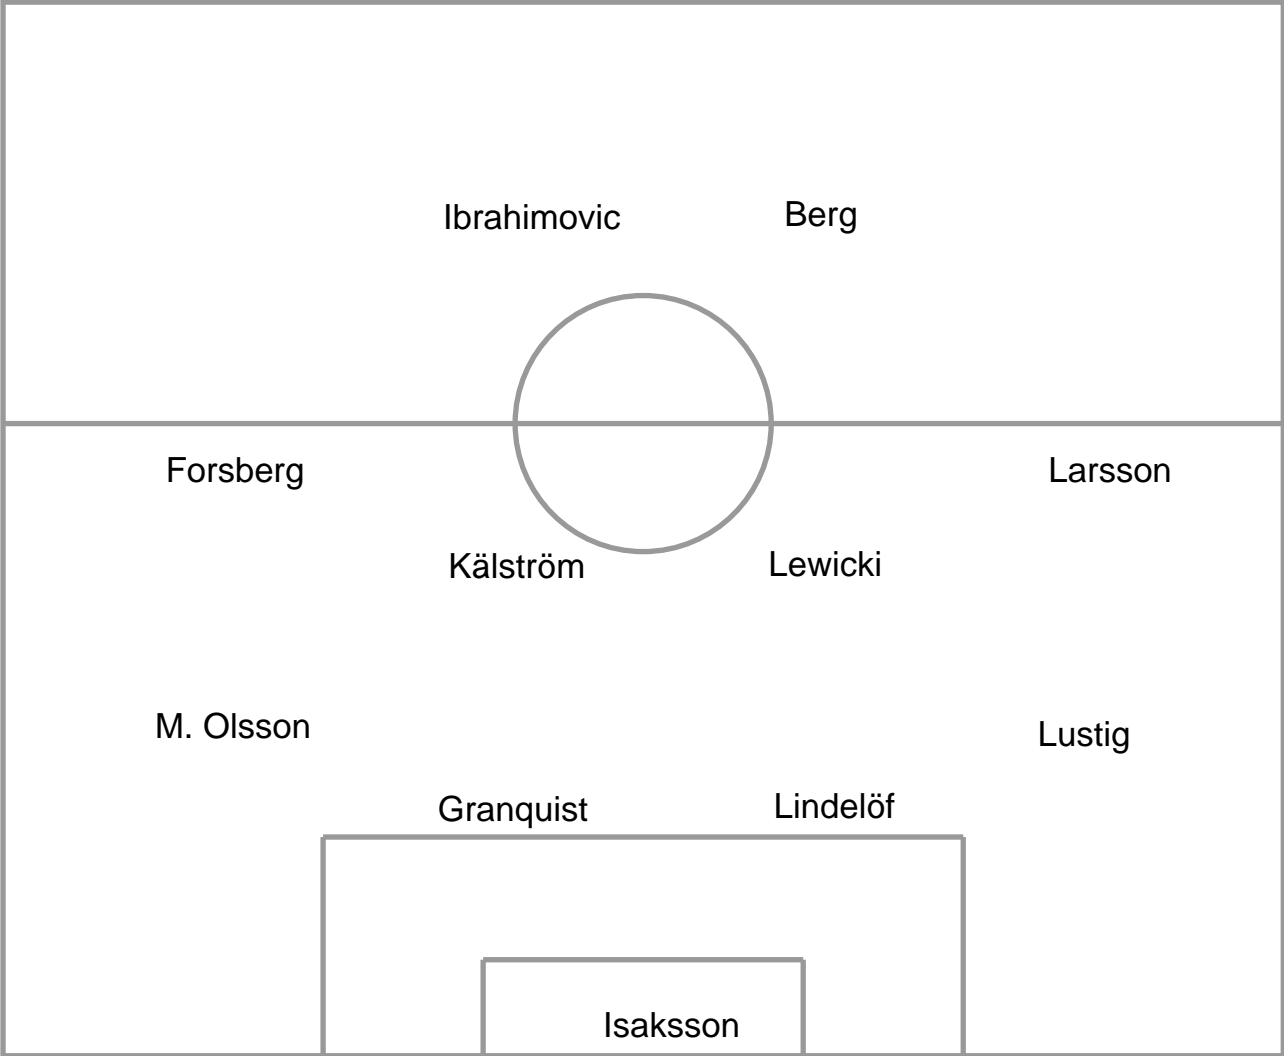 Ibrahimovic
Berg
Forsberg
Larsson
Kälström
Lewicki
M. Olsson
Lustig
Granquist
Lindelöf
Isaksson